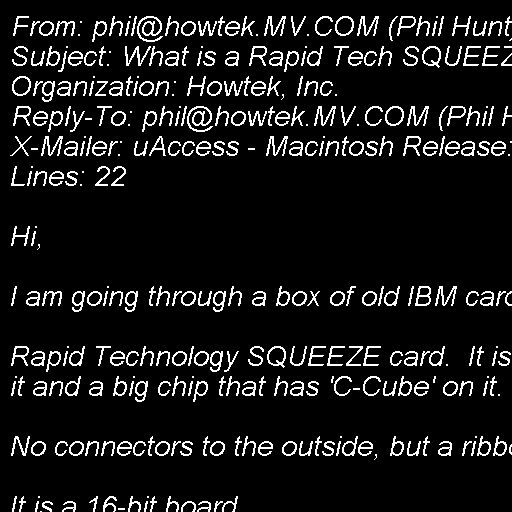 From: phil@howtek.MV.COM (Phil Hunt
Subject: What is a Rapid Tech SQUEEZ
Organization: Howtek, Inc.
Reply-To: phil@howtek.MV.COM (Phil H
X-Mailer: uAccess - Macintosh Release:
Lines: 22
Hi,
I am going through a box of old IBM card
Rapid Technology SQUEEZE card.  It is
it and a big chip that has 'C-Cube' on it.
No connectors to the outside, but a ribb
It is a 16-bit board